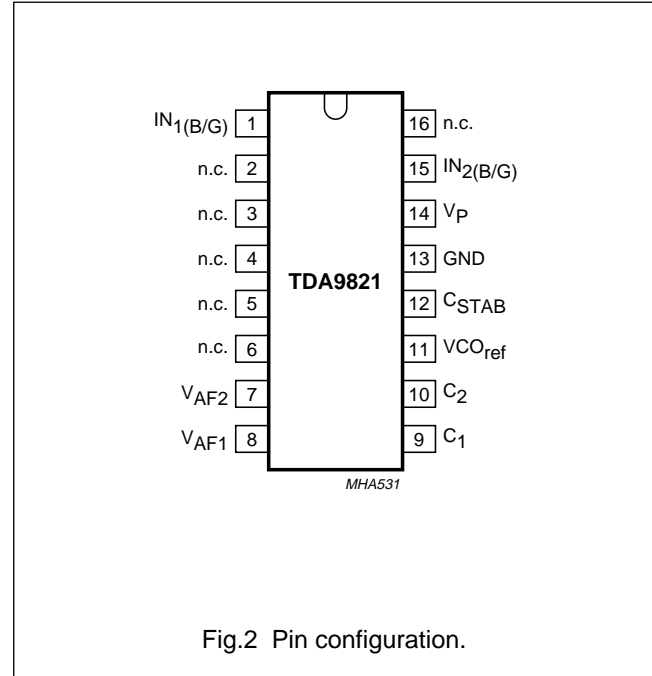 IN1(B/G) 1 16 n.c.
n.c. 2 15 IN2(B/G)
n.c. 3 14 VP
n.c. 4 13 GND
TDA9821
n.c. 5 12 CSTAB
n.c. 6 11 VCOref
VAF2 7 10 C2
VAF1 8 9 C1
MHA531
Fig.2 Pin configuration.